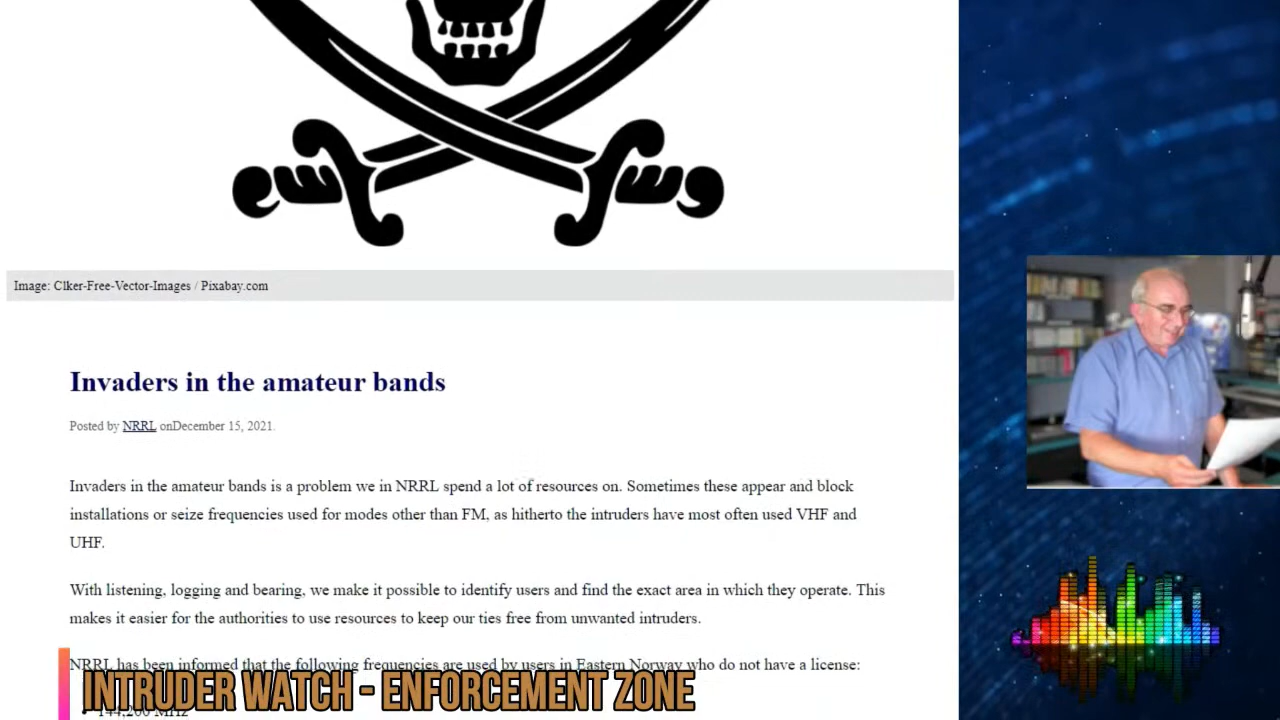 Image: Clker-Free-Vector-Images / Pixabay.com
Invaders in the amateur bands
Posted by NRRL onDecember 15, 2021.
Invaders in the amateur bands is a problem we in NRRL spend a lot of resources on. Sometimes these appear and block
installations or seize frequencies used for modes other than FM, as hitherto the intruders have most often used VHF and
UHF.
With listening, logging and bearing, we make it possible to identify users and find the exact area in which they operate. This
makes it easier for the authorities to use resources to keep our ties free from unwanted intruders.
NRRL has been informed that the following frequencies are used by users in Eastern Norway who do not have a license:
INTRUDER WATCH - ENFORCEMENT ZONE
MHz